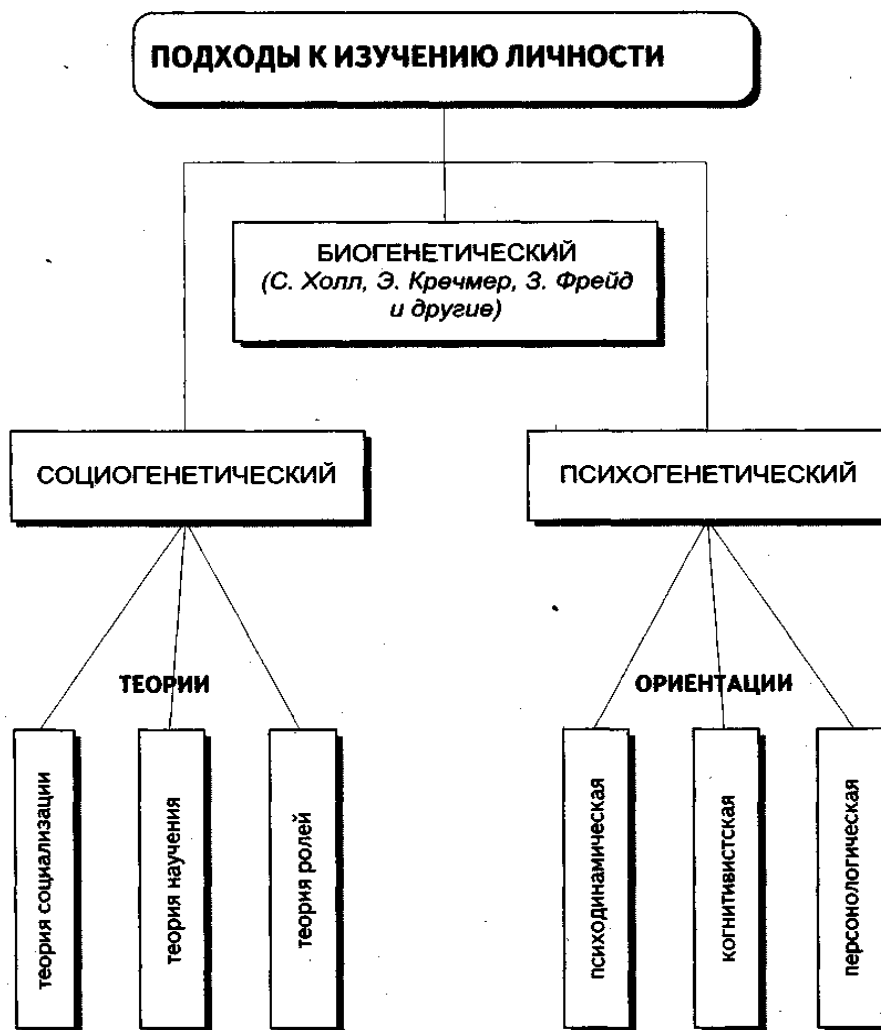 ПОДХОДЫ К ИЗУЧЕНИЮ ЛИЧНОСТИ
БИОГЕНЕТИЧЕСКИЙ
(С. Холл, Э. Кречмер, З. Фрейд
и другие)
СОЦИОГЕНЕТИЧЕСКИЙ
ПСИХОГЕНЕТИЧЕСКИЙ
ТЕОРИИ
ОРИЕНТАЦИИ
теория социализации
теория научения
теория ролей
психодинамическая
когнитивистская
персонологическая